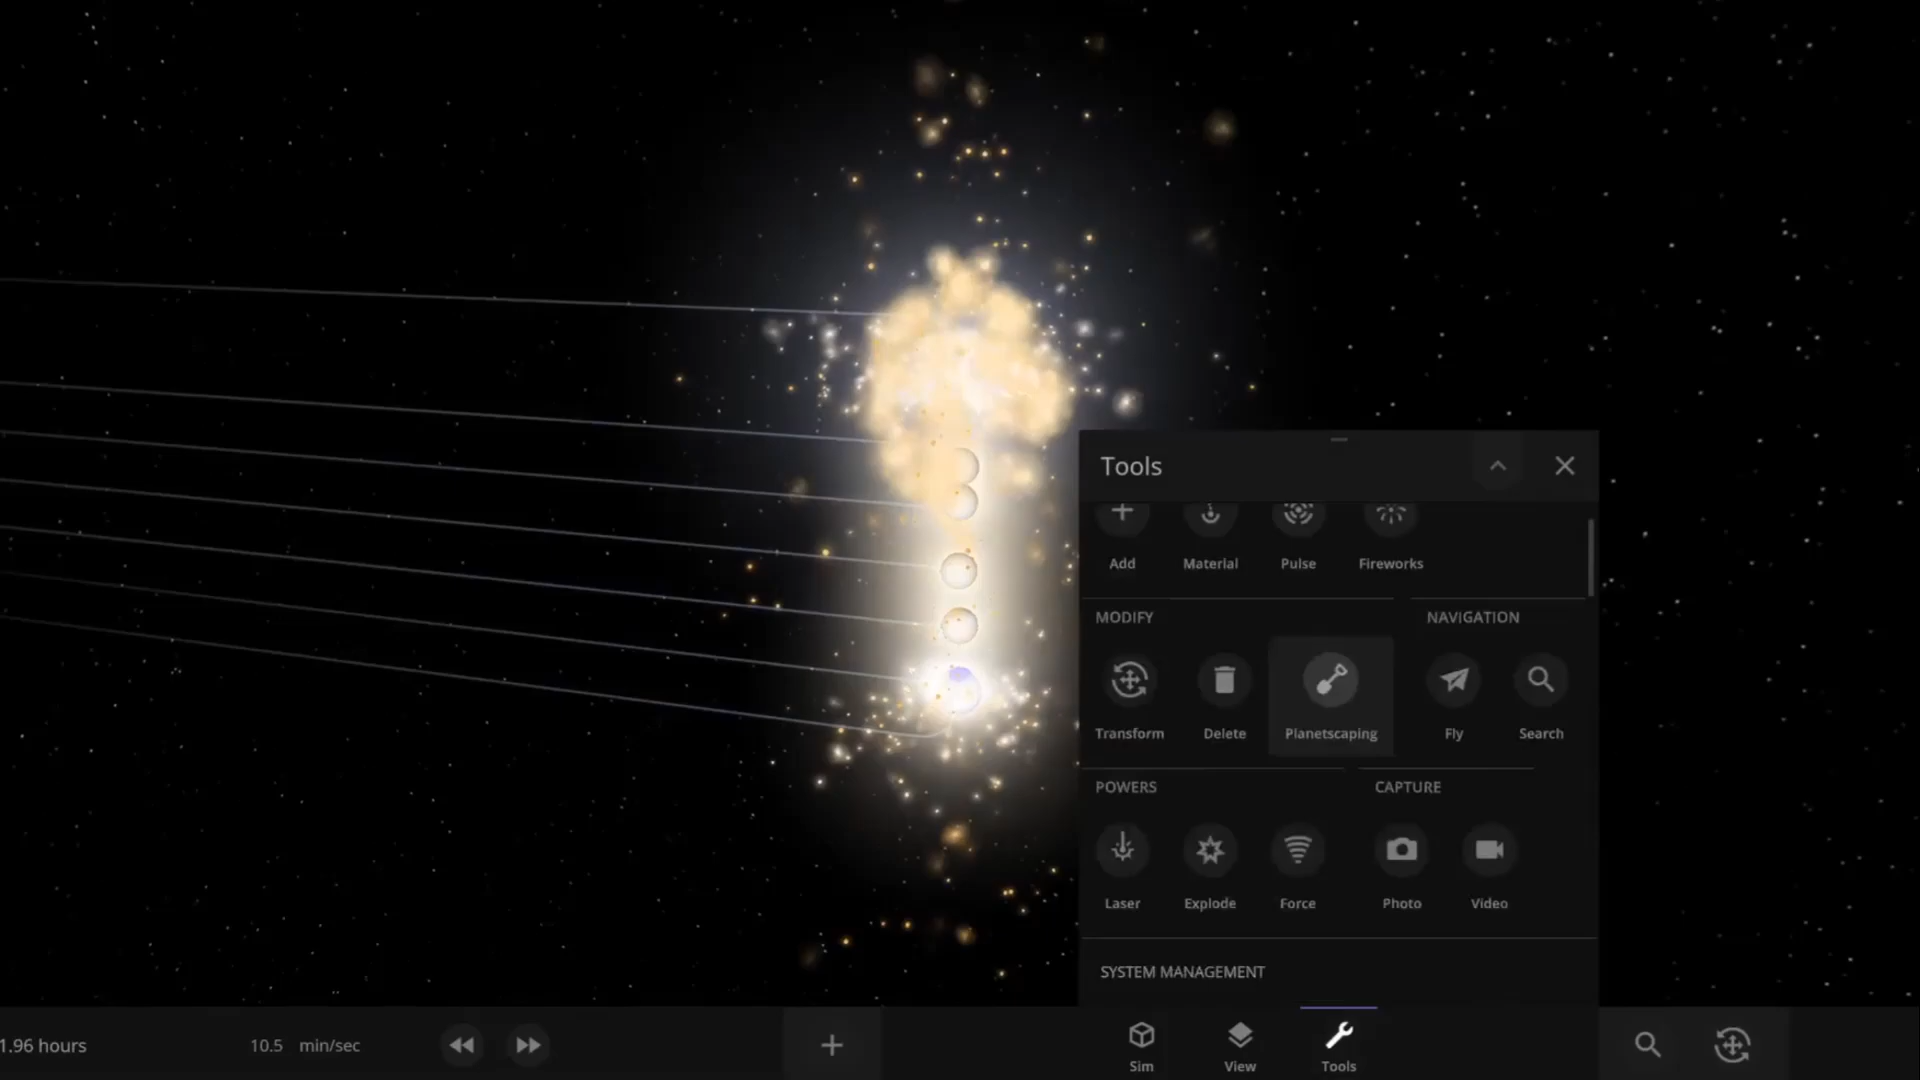 Tools
Add Material Pulse Fireworks
MODIFY NAVIGATION
Transform Delete Planetscaping Fly Search
POWERS CAPTURE
Laser Explode Force Photo Video
SYSTEM MANAGEMENT
1.96 hours 10.5 min/sec
Sim View Tools